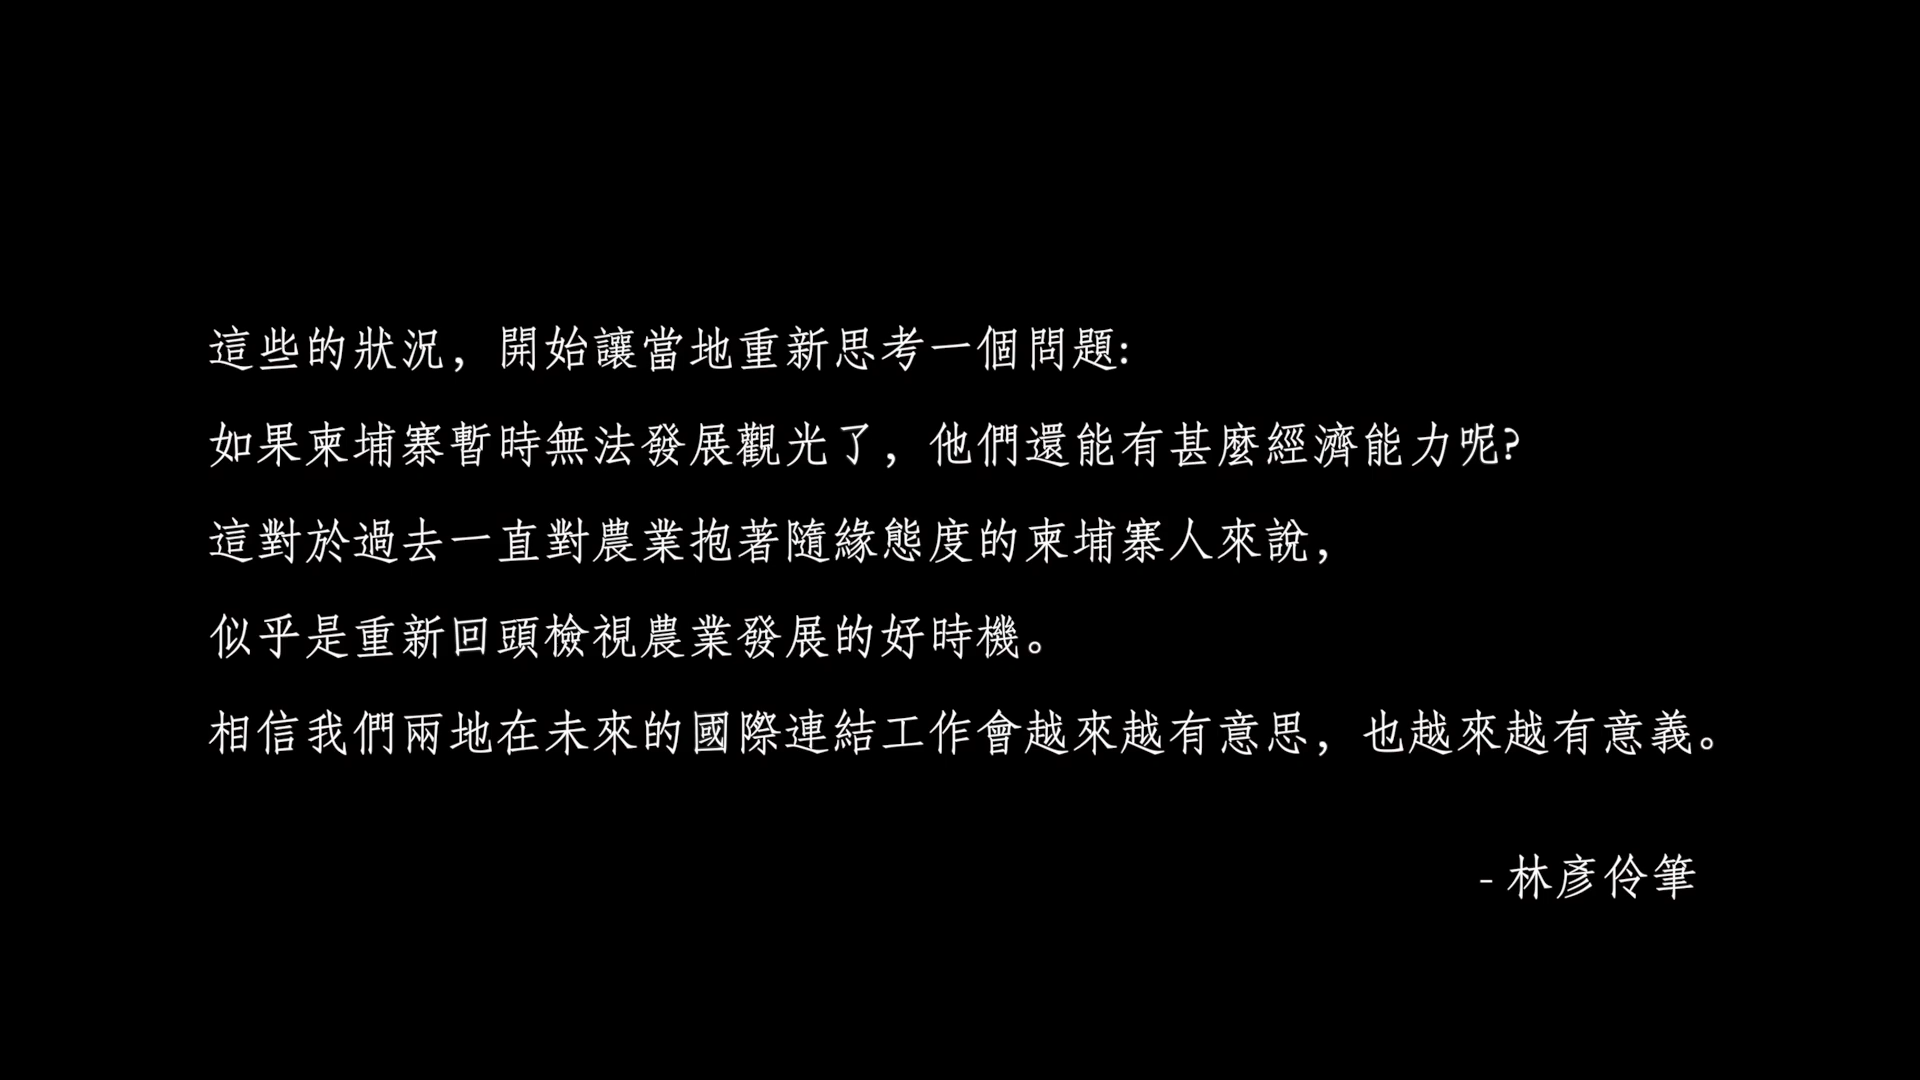 這些的狀況，開始讓當地重新思考一個問題:
如果柬埔寨暫時無法發展觀光了，他們還能有甚麼經濟能力呢?
這對於過去一直對農業抱著隨緣態度的柬埔寨人來說，
似乎是重新回頭檢視農業發展的好時機。
相信我們兩地在未來的國際連結工作會越來越有意思，也越來越有意義。
- 林彥伶筆